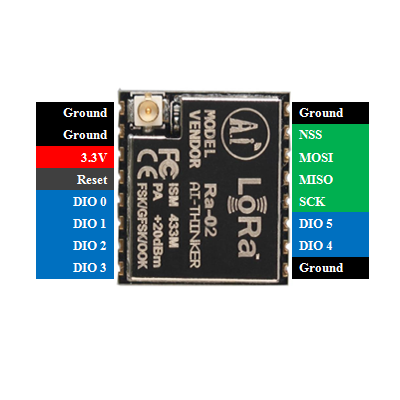 Ground
Ground
3.3V
Reset
DIO 0
DIO 1
DIO 2
DIO 3
Ground
NSS
MOSI
MISO
SCK
DIO 5
DIO 4
Ground
Ai
LoRa
MODEL Ra-02
VENDOR AI-THINKER
FC CE
ISM 433M
PA +20dBm
FSK/GFSK/OOK